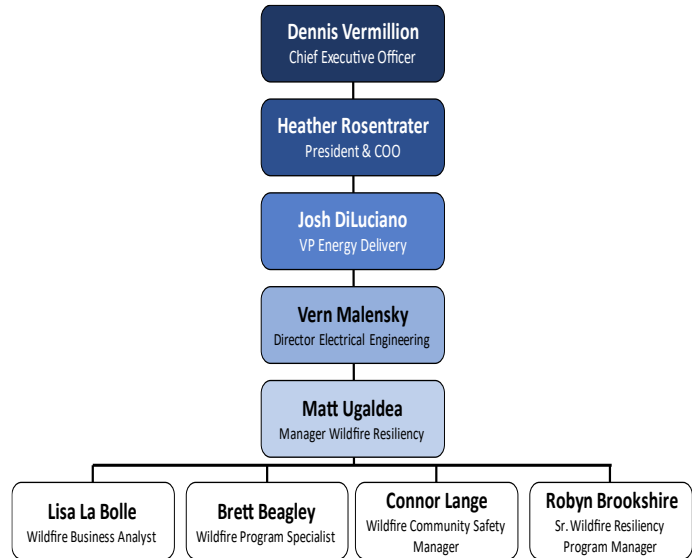 Dennis Vermillion
Chief Executive Officer
Heather Rosentrater
President & COO
Josh DiLuciano
VP Energy Delivery
Vern Malensky
Director Electrical Engineering
Matt Ugaldea
Manager Wildfire Resiliency
Lisa La Bolle
Wildfire Business Analyst
Brett Beagley
Wildfire Program Specialist
Connor Lange
Wildfire Community Safety
Manager
Robyn Brookshire
Sr. Wildfire Resiliency
Program Manager